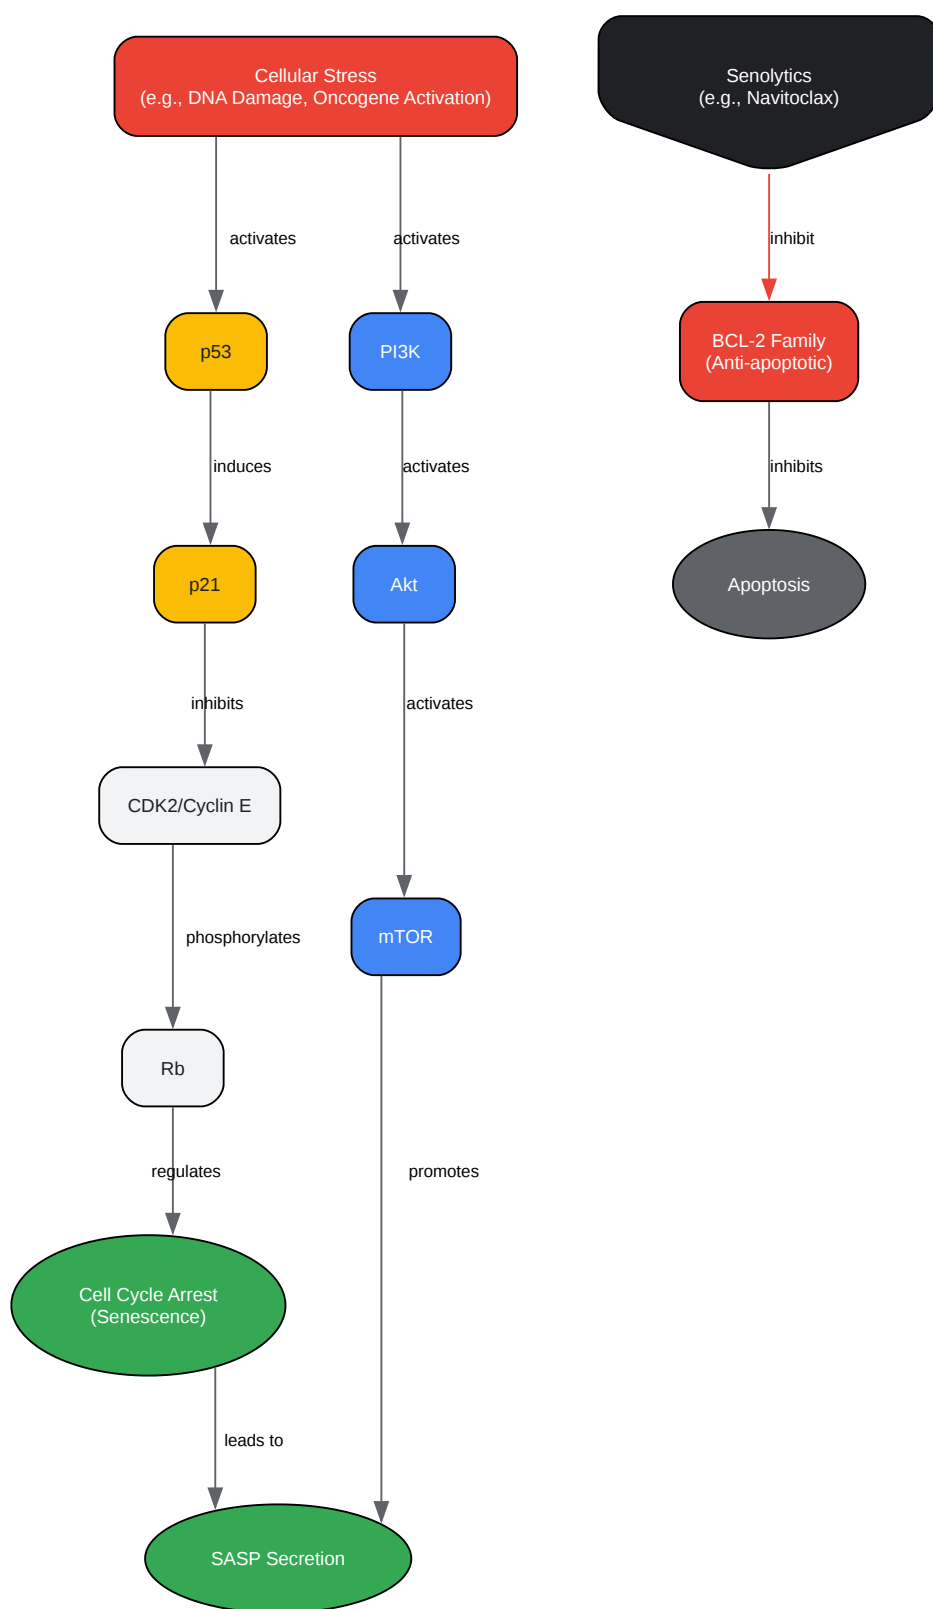 Cellular Stress
(e.g., DNA Damage, Oncogene Activation)
Senolytics
(e.g., Navitoclax)
activates
activates
inhibit
p53
PI3K
BCL-2 Family
(Anti-apoptotic)
induces
activates
inhibits
p21
Akt
Apoptosis
inhibits
activates
CDK2/Cyclin E
phosphorylates
mTOR
Rb
regulates
promotes
Cell Cycle Arrest
(Senescence)
leads to
SASP Secretion